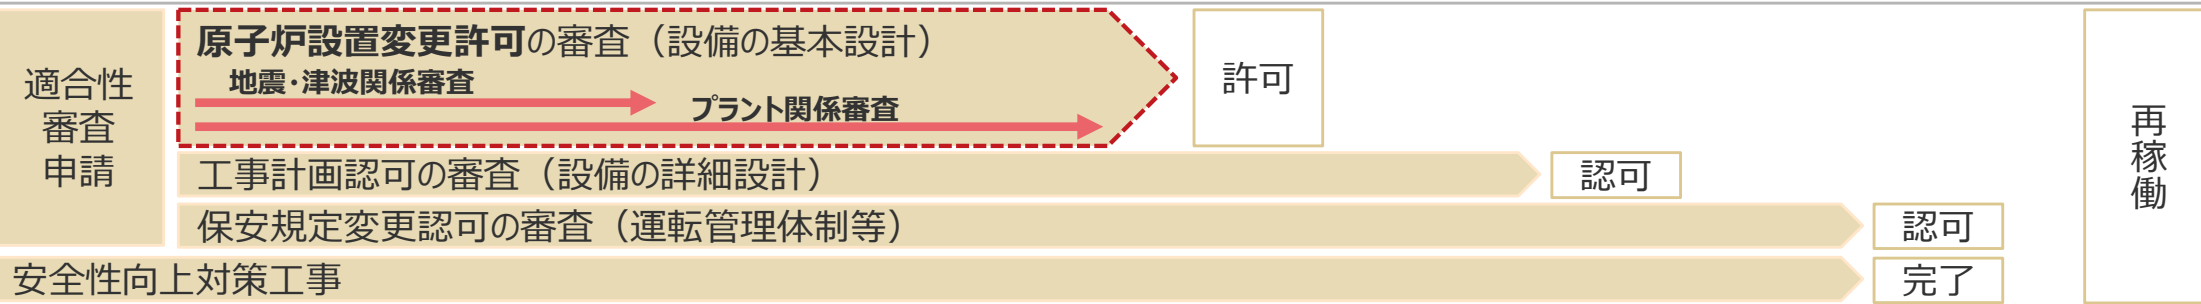 適合性
審査
申請
原子炉設置変更許可の審査（設備の基本設計）
地震・津波関係審査
プラント関係審査
許可
工事計画認可の審査（設備の詳細設計）
認可
保安規定変更認可の審査（運転管理体制等）
認可
安全性向上対策工事
完了
再稼働